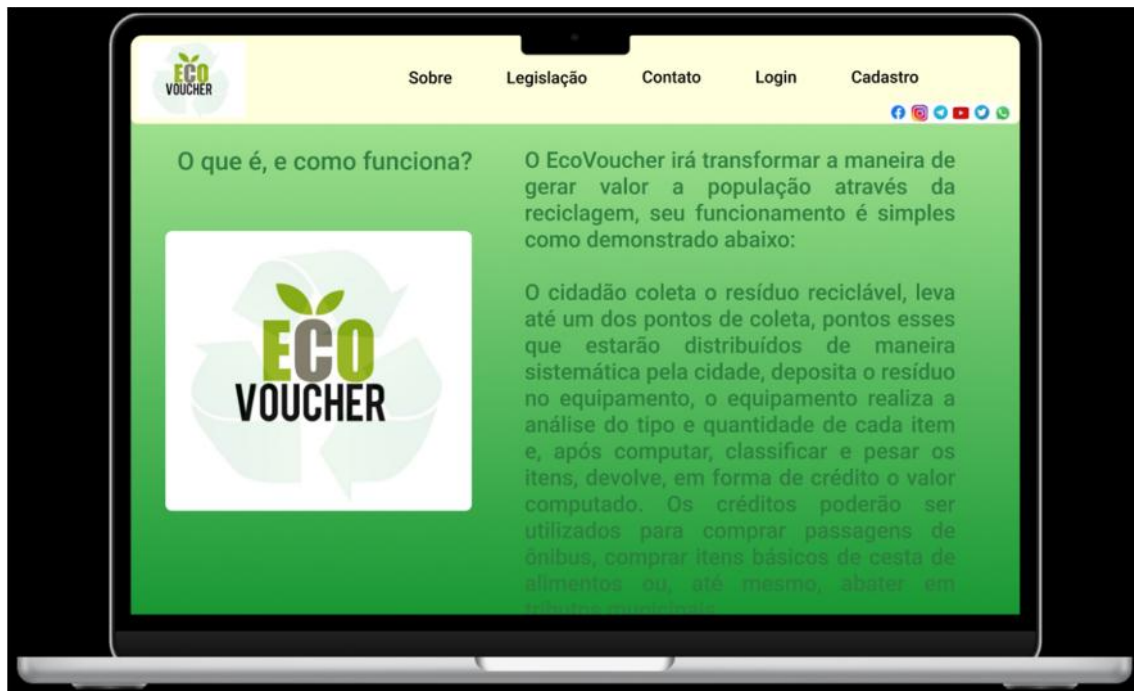 ECO
VOUCHER
Sobre Legislação Contato Login Cadastro
O que é, e como funciona?
ECO
VOUCHER
O EcoVoucher irá transformar a maneira de
gerar valor a população através da
reciclagem, seu funcionamento é simples
como demonstrado abaixo:
O cidadão coleta o resíduo reciclável, leva
até um dos pontos de coleta, pontos esses
que estarão distribuídos de maneira
sistemática pela cidade, deposita o resíduo
no equipamento, o equipamento realiza a
análise do tipo e quantidade de cada item
e, após computar, classificar e pesar os
itens, devolve, em forma de crédito o valor
computado. Os créditos poderão ser
utilizados para comprar passagens de
ônibus, comprar itens básicos de cesta de
alimentos ou, até mesmo, abater em
tributos municipais